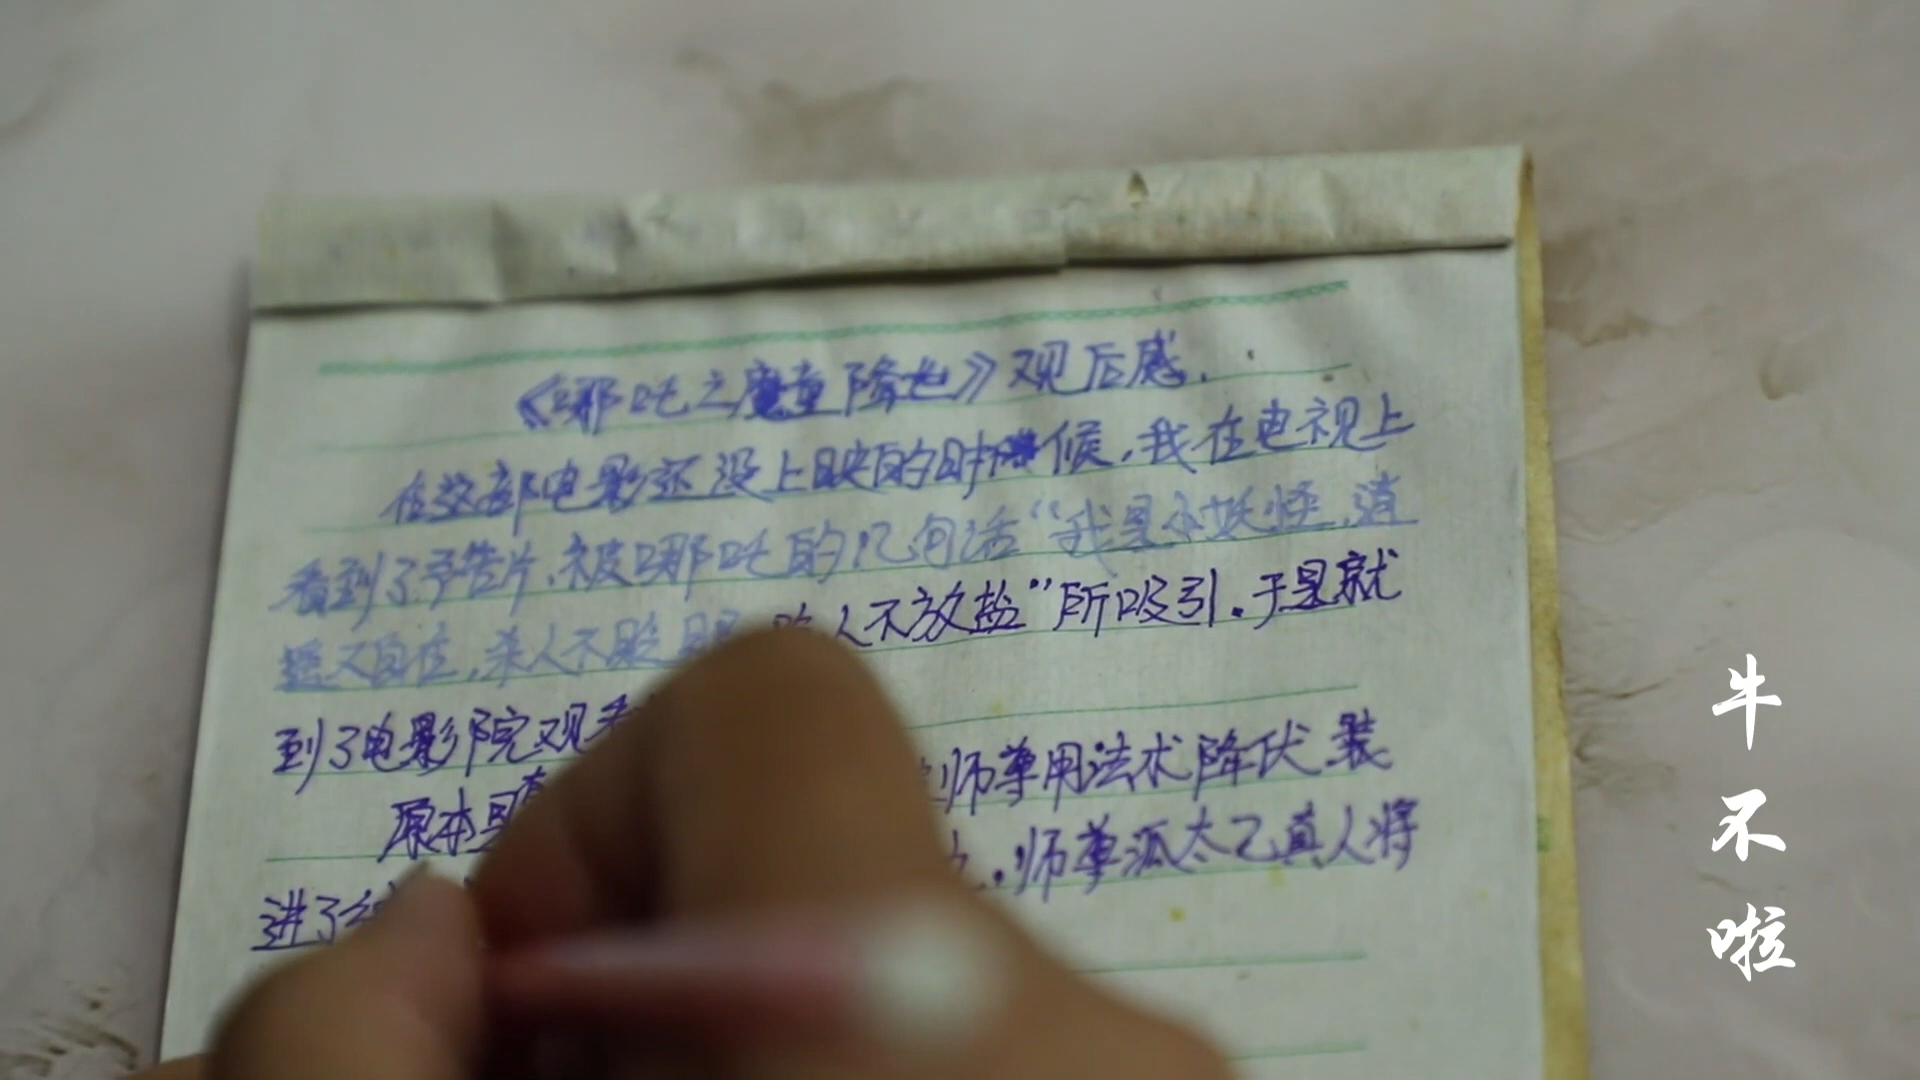 《哪吒之魔童降世》观后感.
在这部电影还没上映的时候,我在电视上
看到了予告片,被哪吒的几句话“我是小妖怪,逍
遥又自在,杀人不眨眼 人不放盐”所吸引.于是就
到了电影院观看
原本是 师尊用法术降伏装
进了 .师尊派太乙真人将
牛不啦